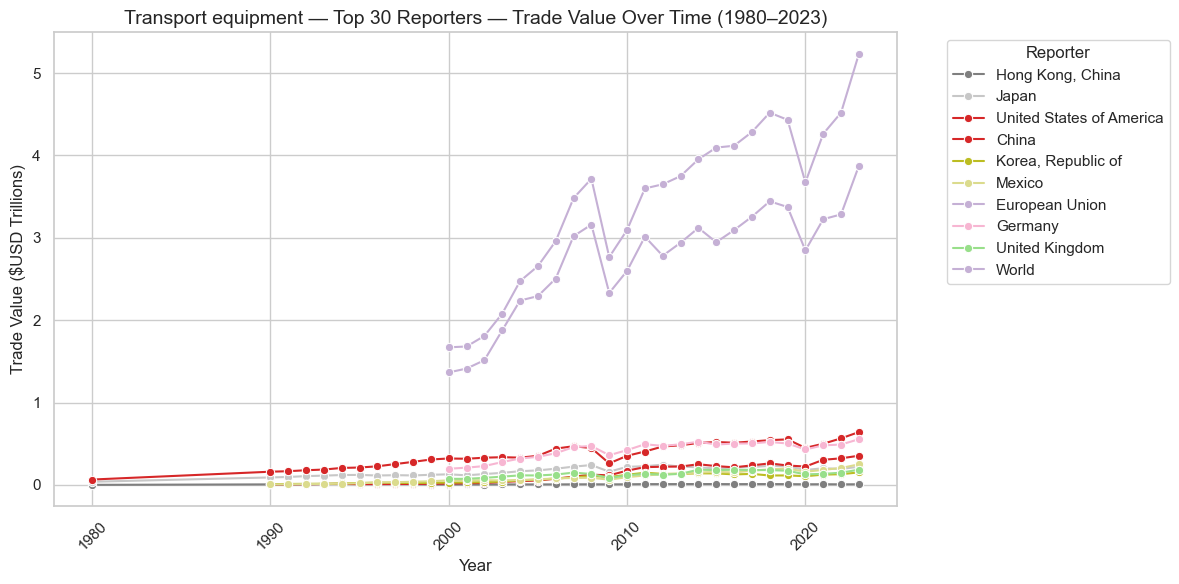 Transport equipment — Top 30 Reporters — Trade Value Over Time (1980–2023)
Trade Value ($USD Trillions)
5
4
3
2
1
0
1980
1990
2000
2010
2020
Year
Reporter
Hong Kong, China
Japan
United States of America
China
Korea, Republic of
Mexico
European Union
Germany
United Kingdom
World